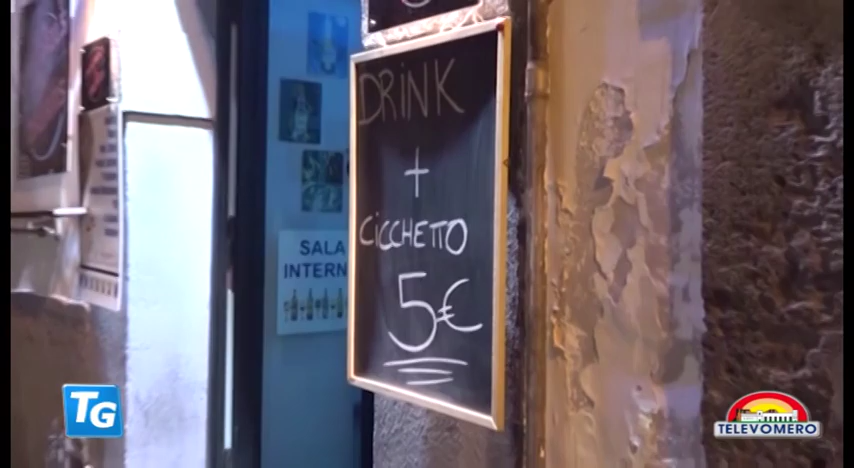 DRINK
+
CICCHETTO
5€
SALA
INTERN
TG
TELEVOMERO